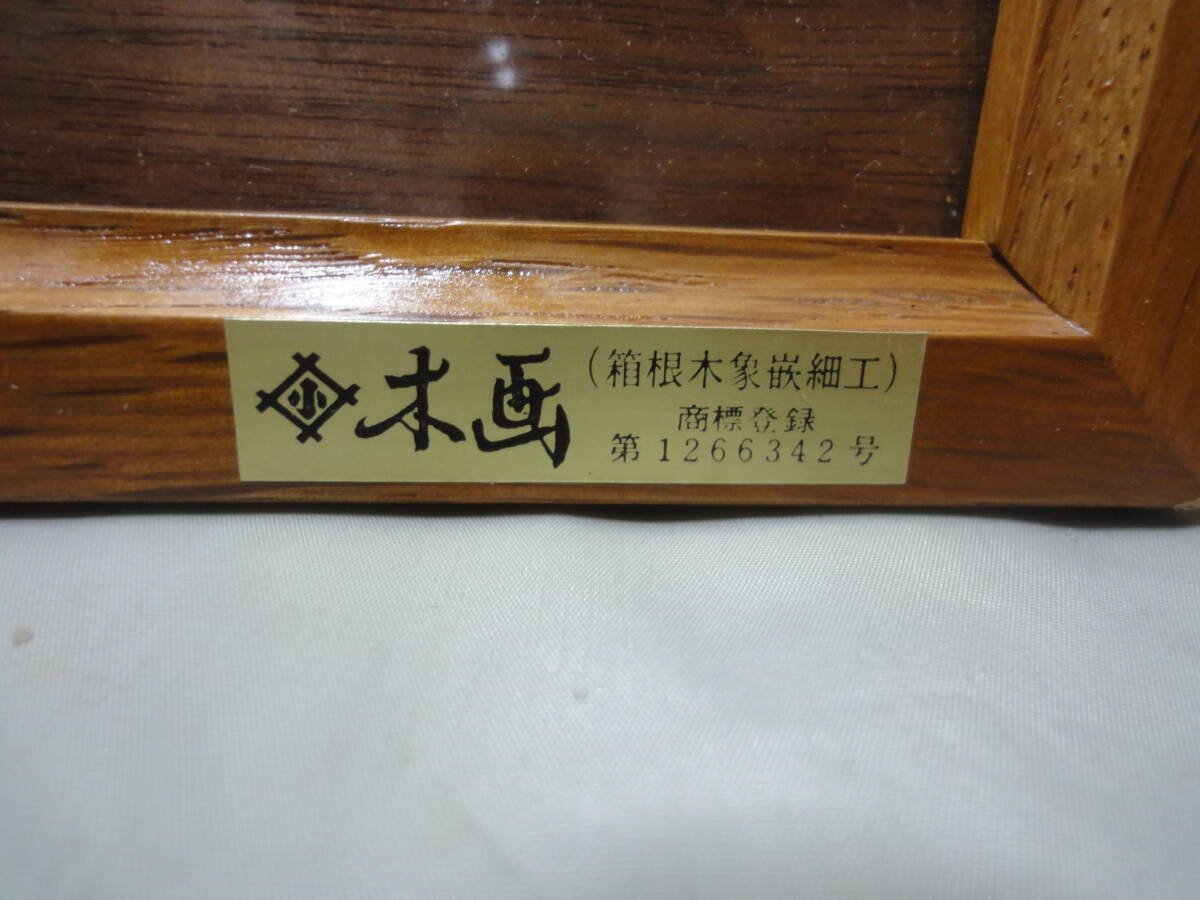 小 木画 (箱根木象嵌細工)
商標登録
第1266342号